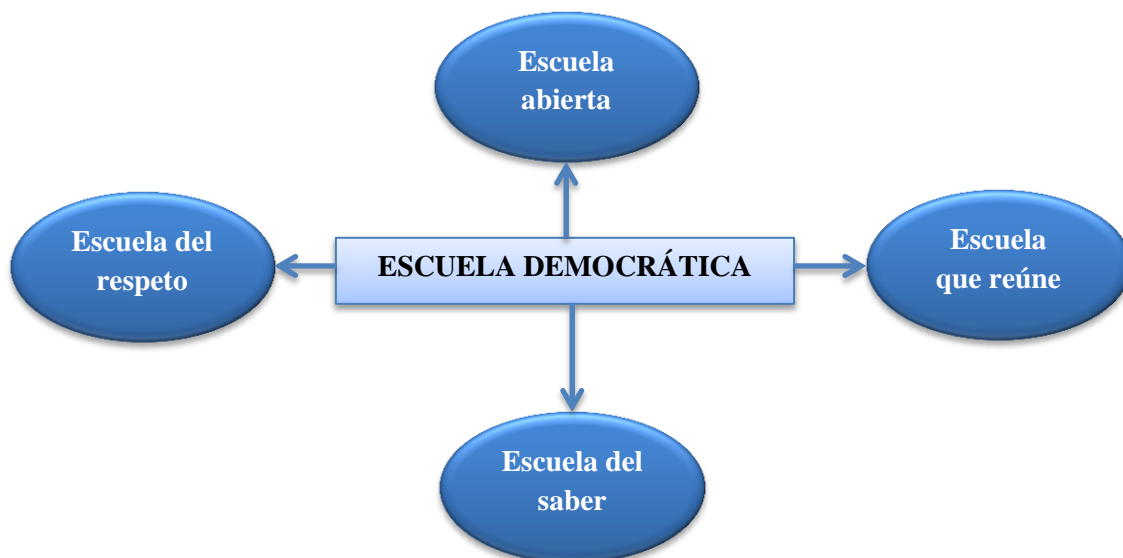 Escuela
abierta
Escuela del
respeto
ESCUELA DEMOCRÁTICA
Escuela
que reúne
Escuela del
saber